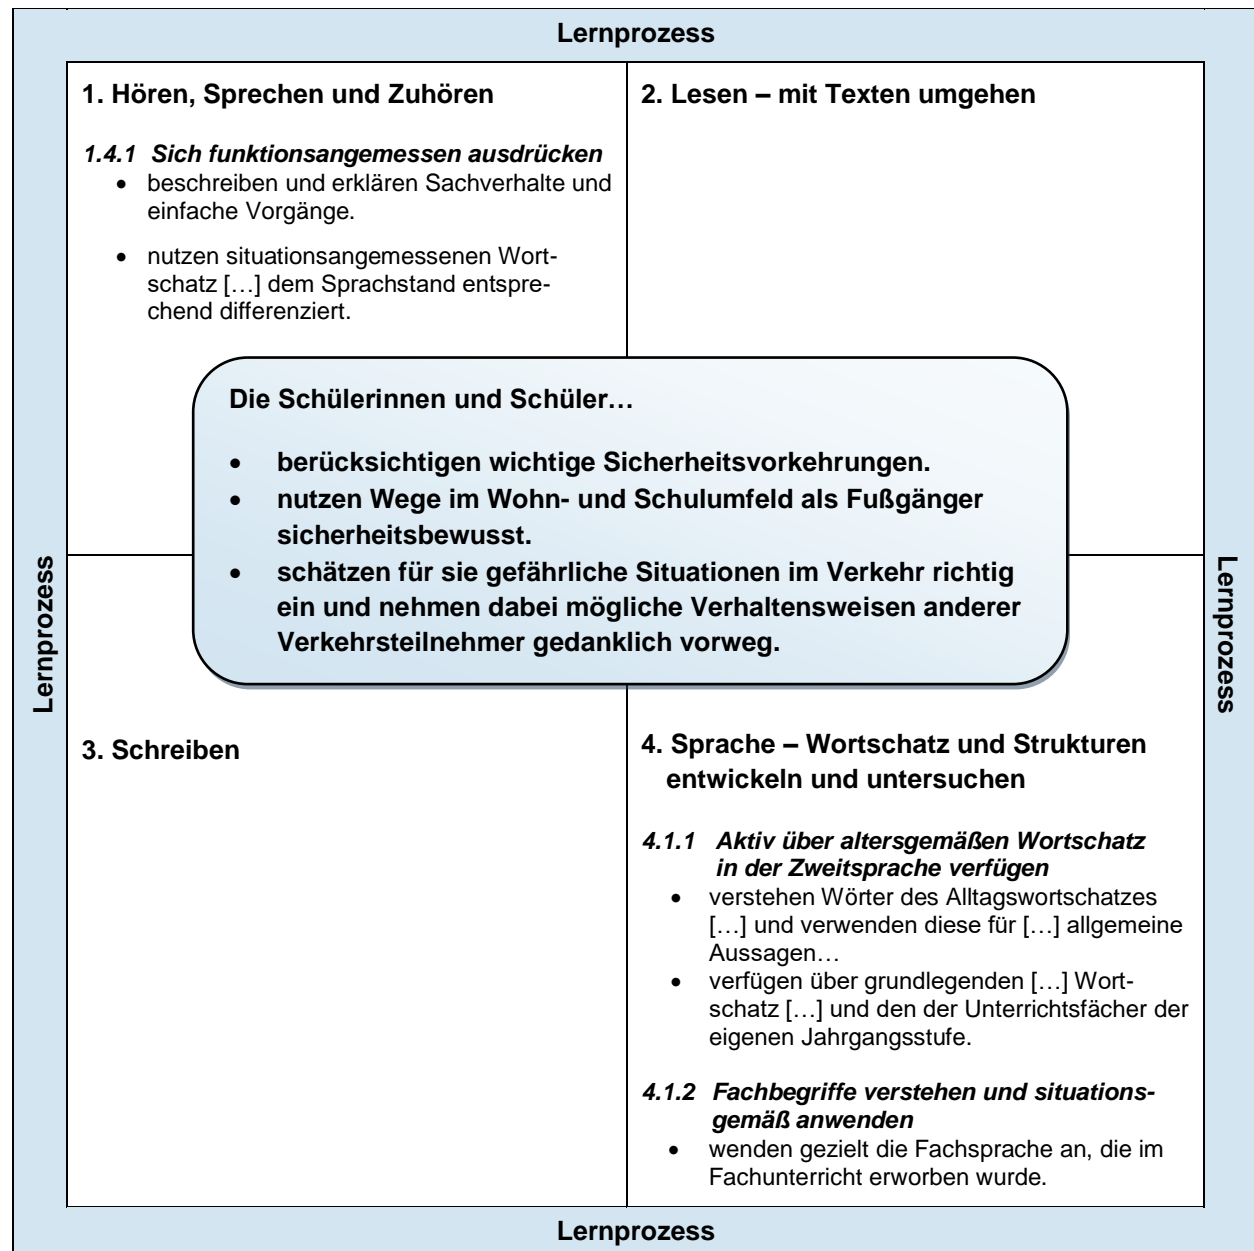 Lernprozess
1. Hören, Sprechen und Zuhören
1.4.1 Sich funktionsangemessen ausdrücken
• beschreiben und erklären Sachverhalte und
einfache Vorgänge.
• nutzen situationsangemessenen Wort-
schatz […] dem Sprachstand entspre-
chend differenziert.
2. Lesen – mit Texten umgehen
Die Schülerinnen und Schüler…
• berücksichtigen wichtige Sicherheitsvorkehrungen.
• nutzen Wege im Wohn- und Schulumfeld als Fußgänger
sicherheitsbewusst.
• schätzen für sie gefährliche Situationen im Verkehr richtig
ein und nehmen dabei mögliche Verhaltensweisen anderer
Verkehrsteilnehmer gedanklich vorweg.
Lernprozess
Lernprozess
3. Schreiben
4. Sprache – Wortschatz und Strukturen
entwickeln und untersuchen
4.1.1 Aktiv über altersgemäßen Wortschatz
in der Zweitsprache verfügen
• verstehen Wörter des Alltagswortschatzes
[…] und verwenden diese für […] allgemeine
Aussagen…
• verfügen über grundlegenden […] Wort-
schatz […] und den der Unterrichtsfächer der
eigenen Jahrgangsstufe.
4.1.2 Fachbegriffe verstehen und situations-
gemäß anwenden
• wenden gezielt die Fachsprache an, die im
Fachunterricht erworben wurde.
Lernprozess